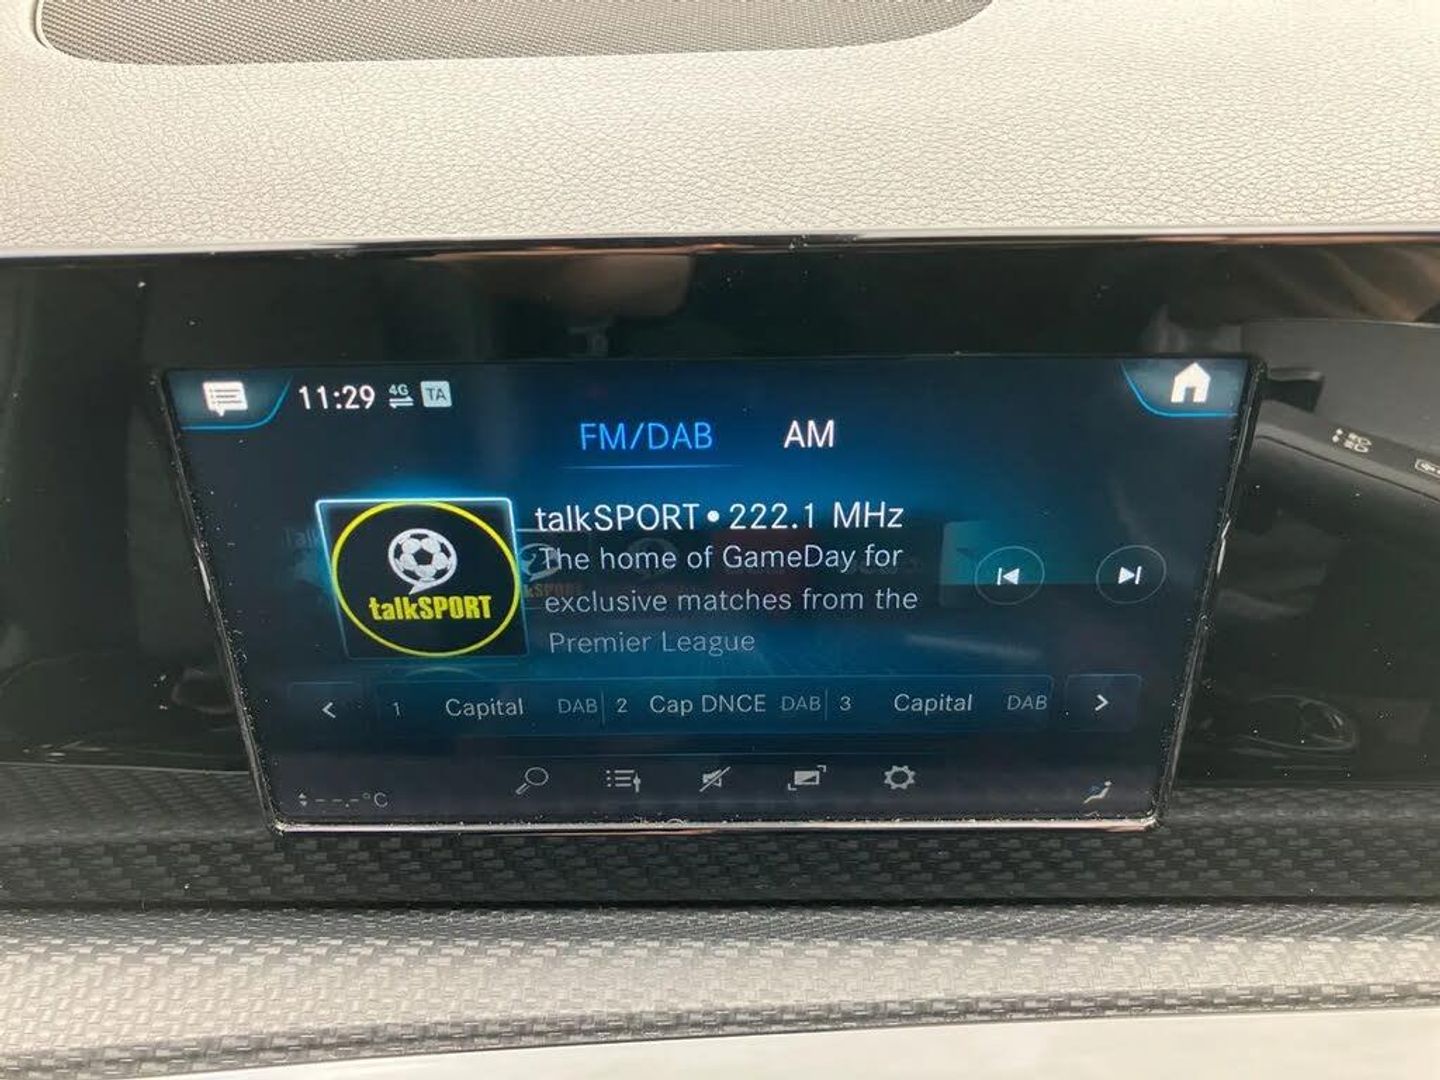 11:29 4G TA
FM/DAB AM
talkSPORT • 222.1 MHz
The home of GameDay for
exclusive matches from the
Premier League
talkSPORT
1 Capital DAB 2 Cap DNCE DAB 3 Capital DAB
--.-°C